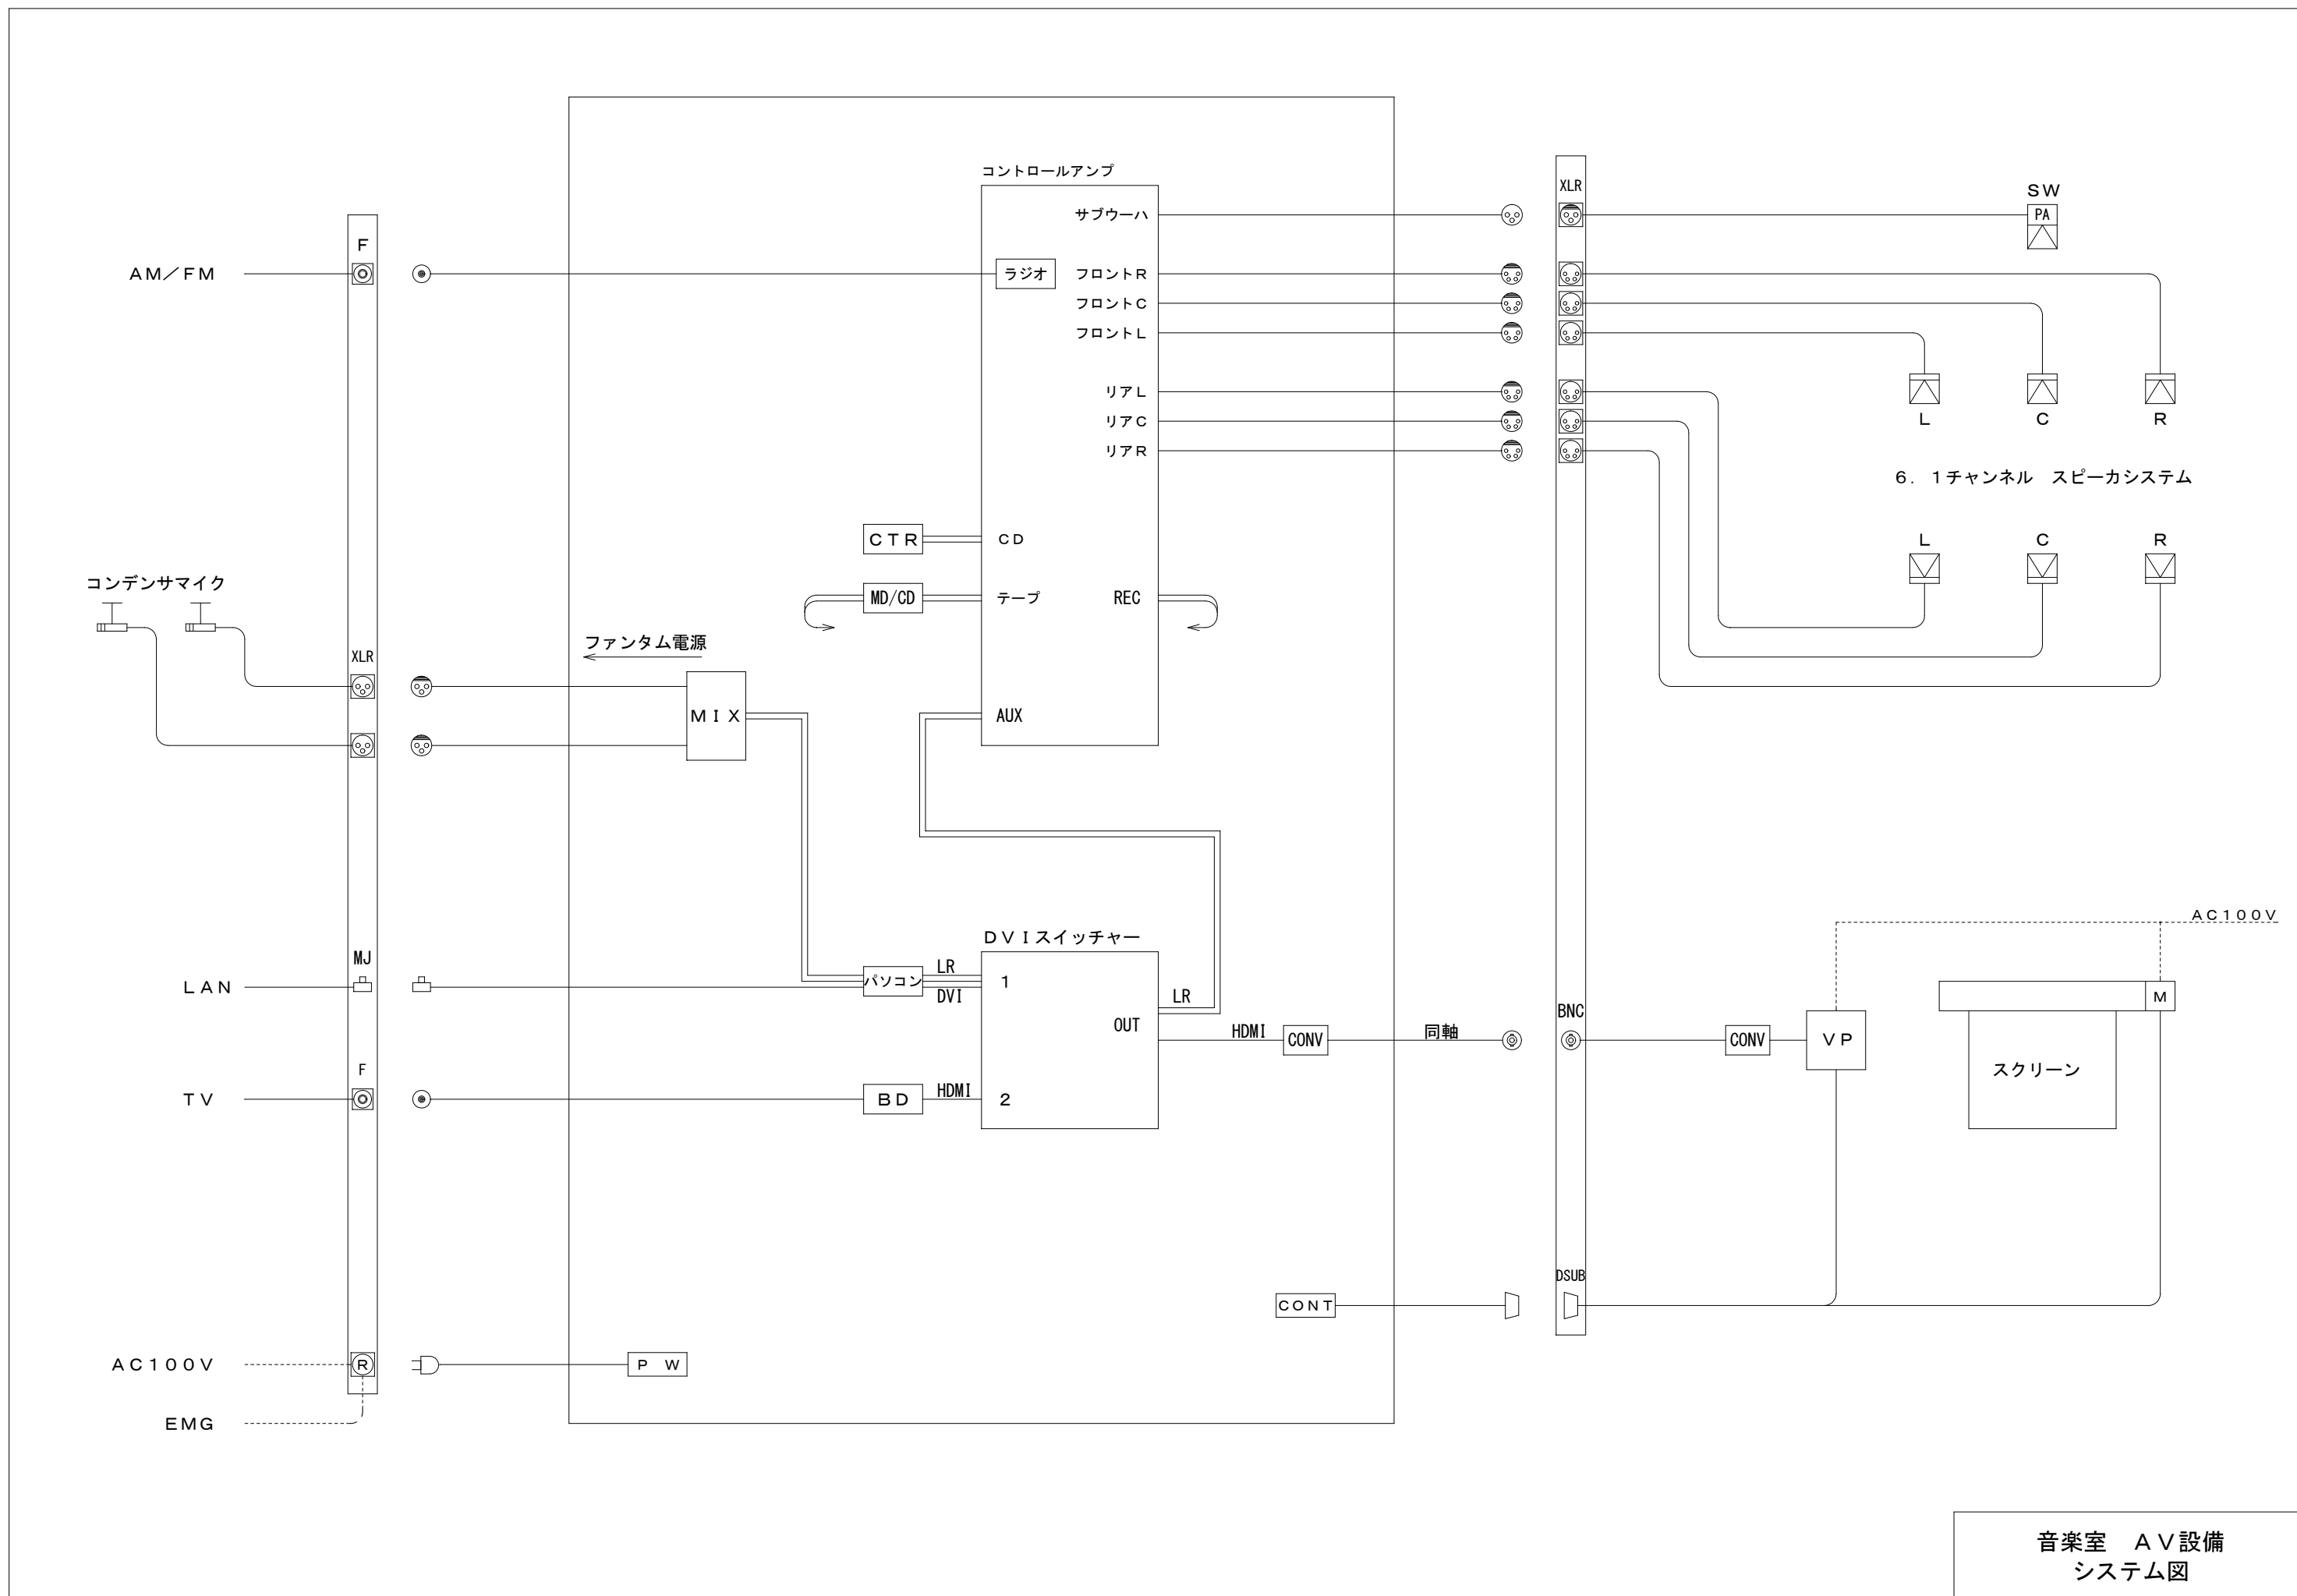 コントロールアンプ
サブウーハ
XLR
SW
PA
F
AM/FM
ラジオ
フロントR
フロントC
フロントL
リアL
リアC
リアR
L
C
R
6.1チャンネル スピーカシステム
CTR
CD
L
C
R
コンデンサマイク
MD/CD
テープ
REC
ファンタム電源
XLR
MIX
AUX
AC100V
DVIスイッチャー
MJ
LAN
パソコン
LR
DVI
1
LR
OUT
HDMI
CONV
同軸
BNC
CONV
VP
M
スクリーン
F
TV
BD
HDMI
2
DSUB
CONT
AC100V
R
P W
EMG
音楽室 AV設備
システム図